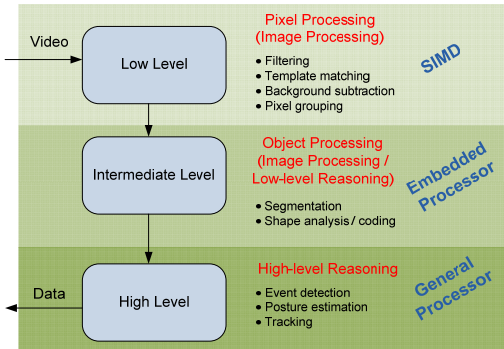 Video
Low Level
Pixel Processing
(Image Processing)
• Filtering
• Template matching
• Background subtraction
• Pixel grouping
SIMD
Intermediate Level
Object Processing
(Image Processing /
Low-level Reasoning)
• Segmentation
• Shape analysis / coding
Embedded
Processor
Data
High Level
High-level Reasoning
• Event detection
• Posture estimation
• Tracking
General
Processor